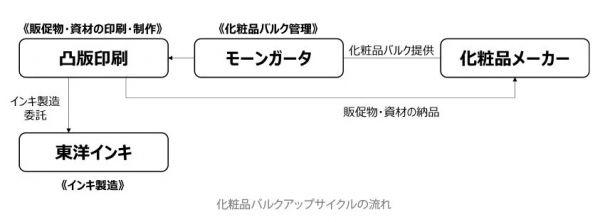 《販促物・資材の印刷・制作》
《化粧品バルク管理》
凸版印刷
モーンガータ
化粧品バルク提供
化粧品メーカー
インキ製造
委託
販促物・資材の納品
東洋インキ
《インキ製造》
化粧品バルクアップサイクルの流れ